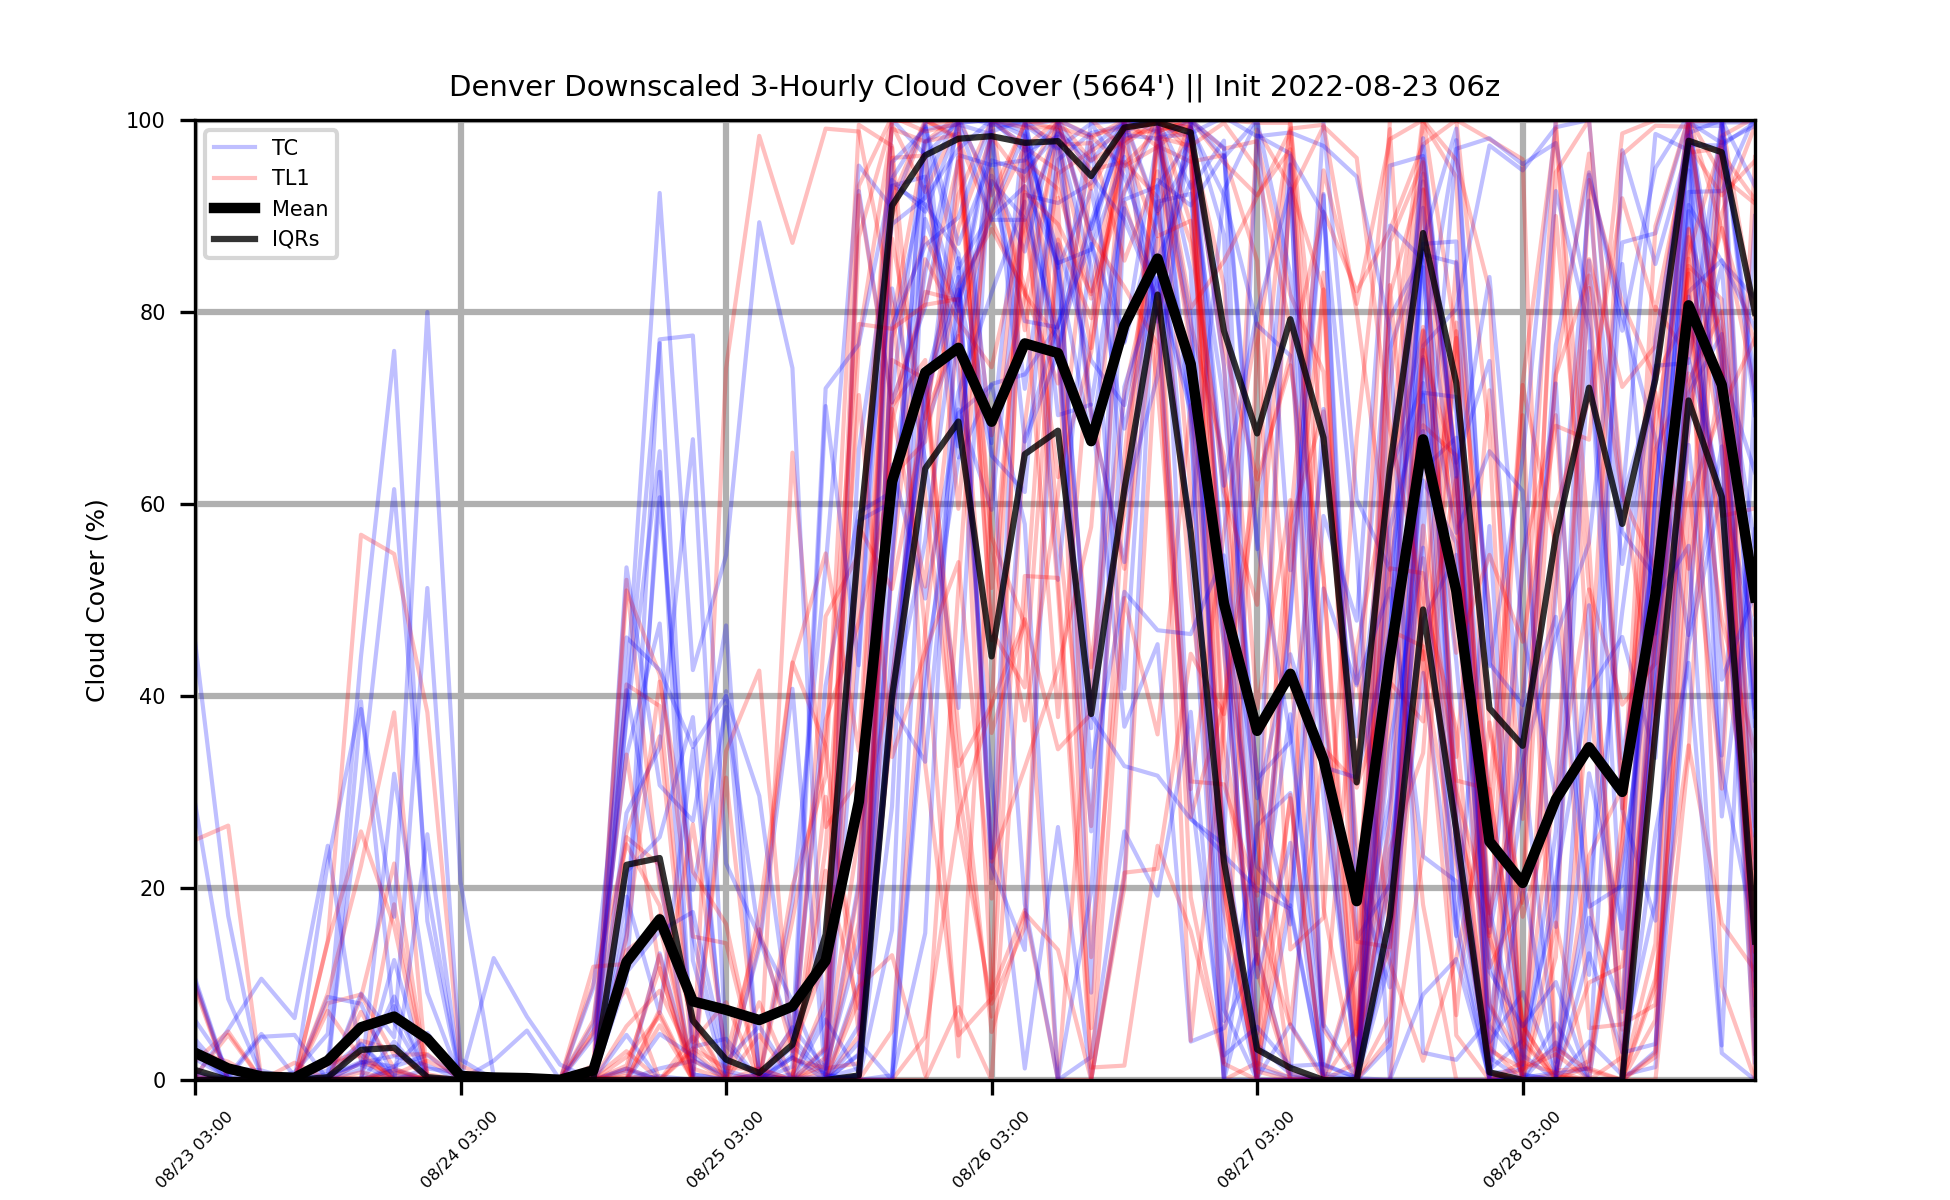 Denver Downscaled 3-Hourly Cloud Cover (5664') || Init 2022-08-23 06z
Cloud Cover (%)
100
80
60
40
20
0
TC
TL1
Mean
IQRs
08/23 03:00
08/24 03:00
08/25 03:00
08/26 03:00
08/27 03:00
08/28 03:00